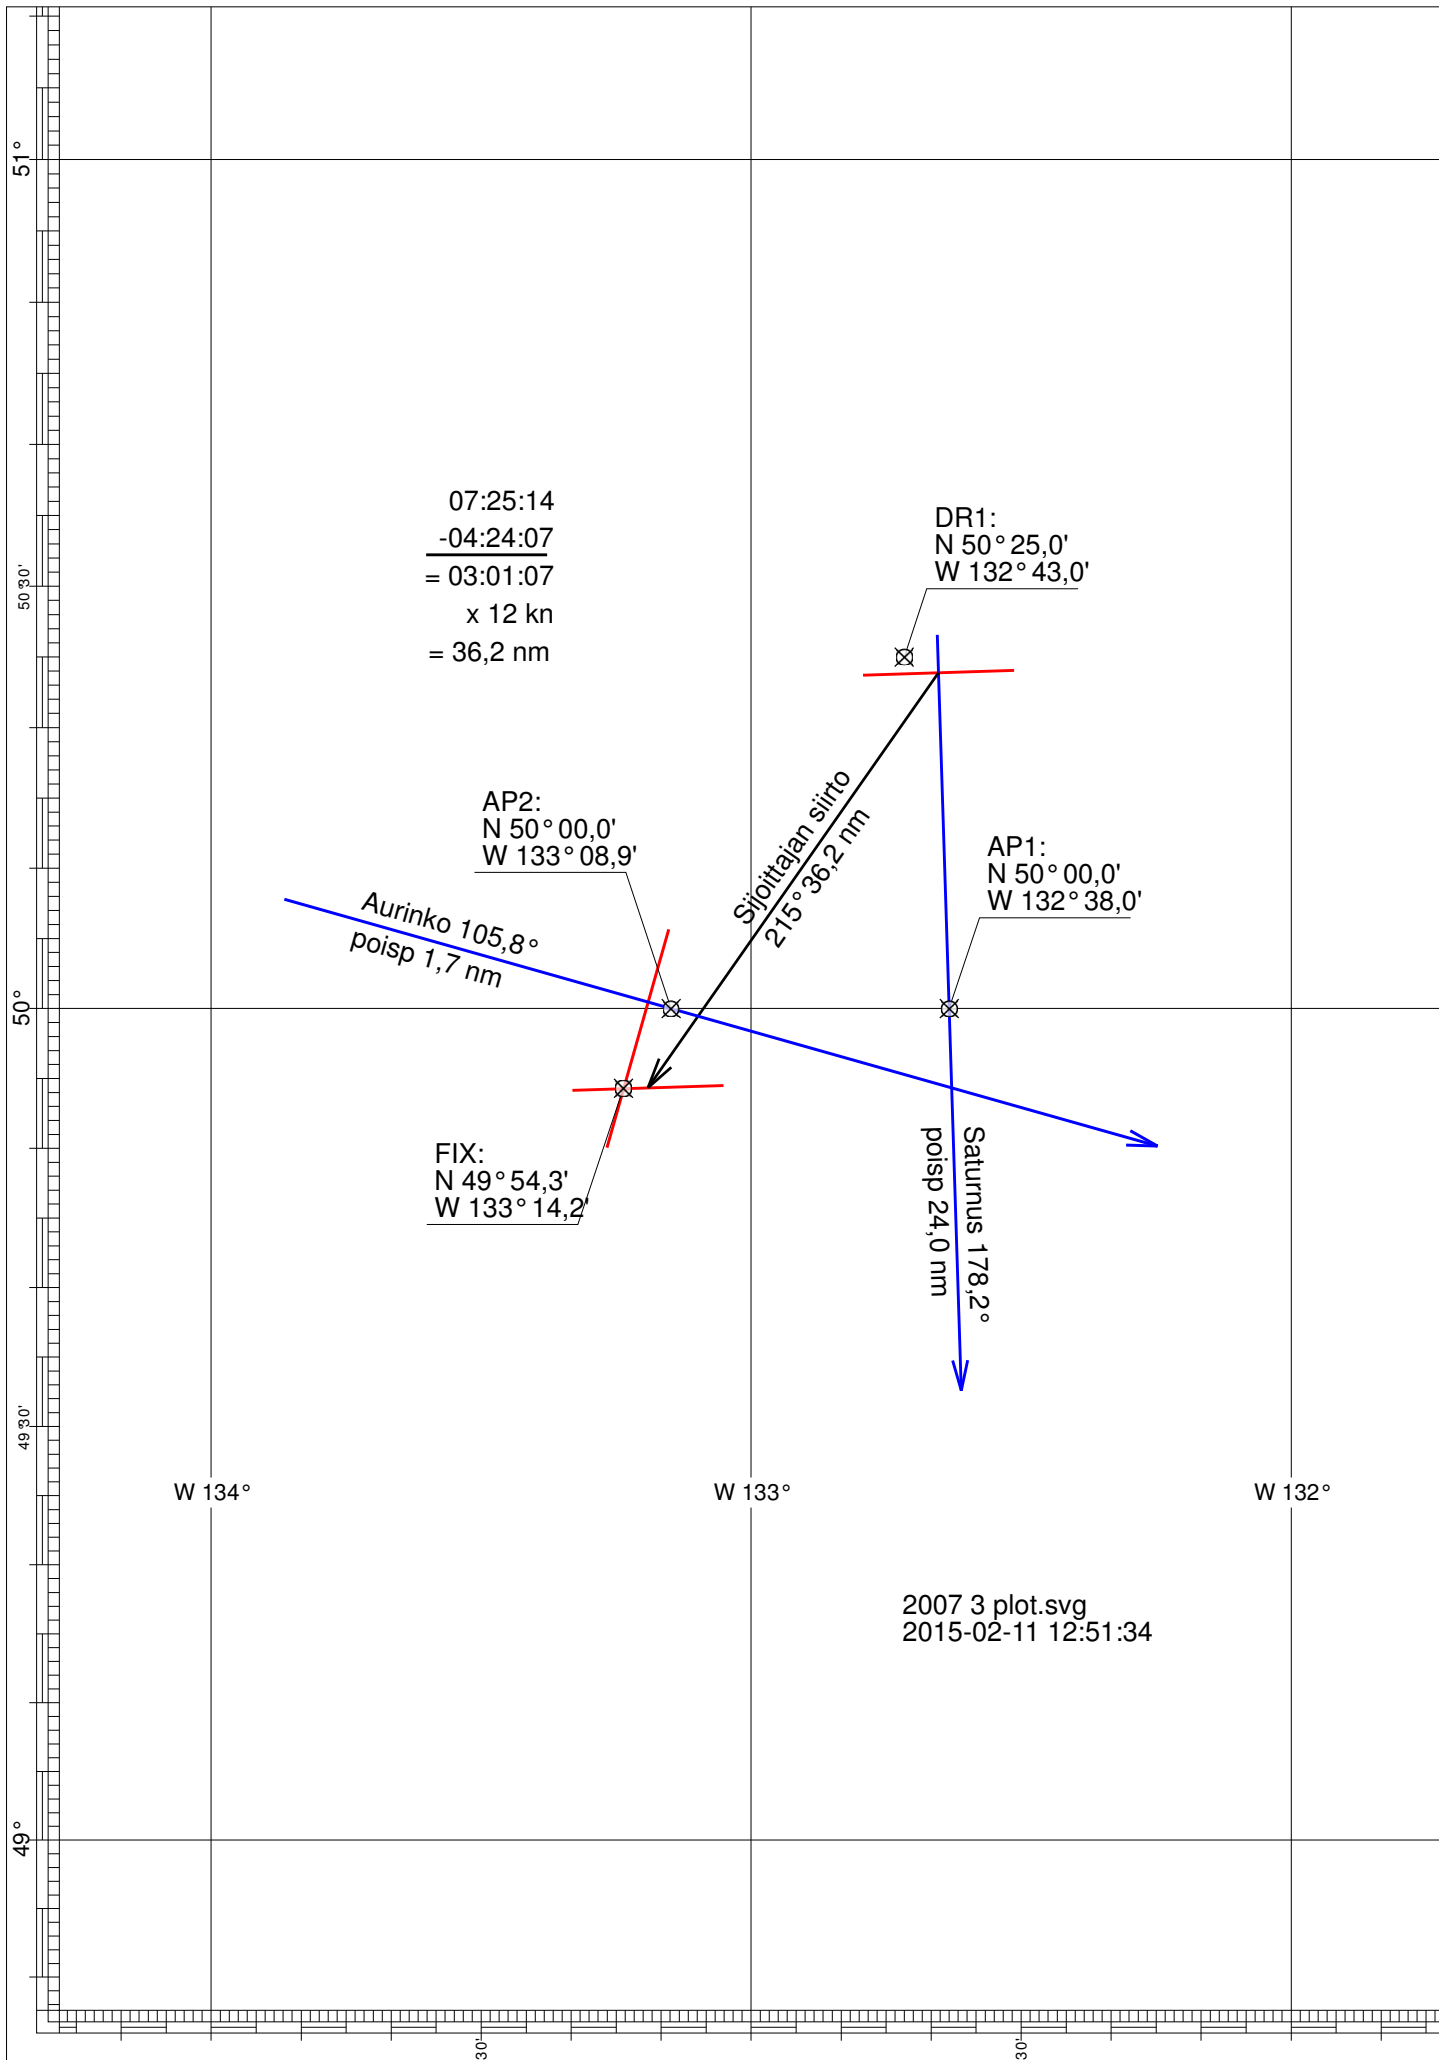 51°
07:25:14
-04:24:07
= 03:01:07
x 12 kn
= 36,2 nm
DR1:
N 50° 25,0'
W 132° 43,0'
50°30'
Sijoittajan siirto
215° 36,2 nm
AP2:
N 50° 00,0'
W 133° 08,9'
AP1:
N 50° 00,0'
W 132° 38,0'
Aurinko 105,8°
poisp 1,7 nm
50°
FIX:
N 49° 54,3'
W 133° 14,2'
Saturnus 178,2°
poisp 24,0 nm
49°30'
W 134°
W 133°
W 132°
2007 3 plot.svg
2015-02-11 12:51:34
49°
30'
30'